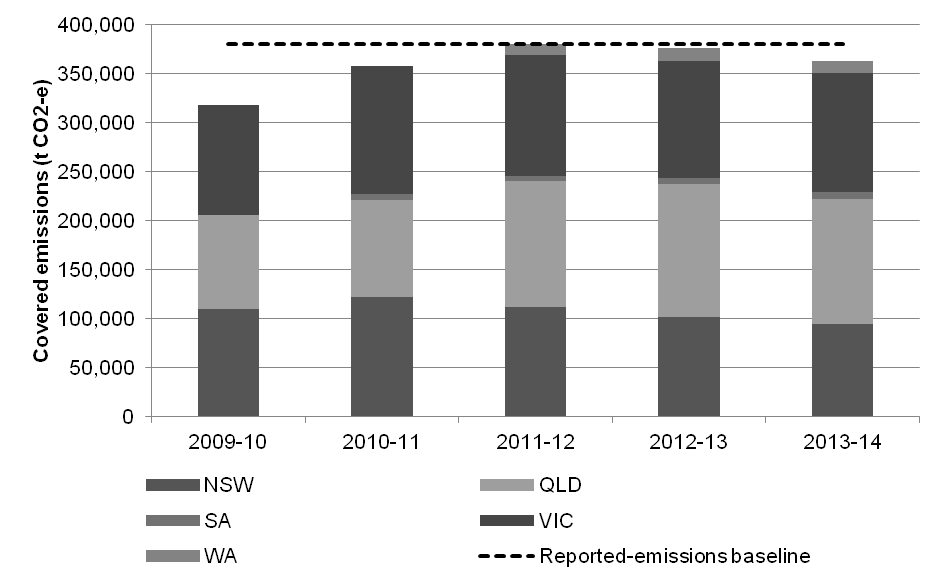 400,000
350,000
300,000
250,000
200,000
150,000
100,000
50,000
0
Covered emissions (t CO2-e)
2009-10 2010-11 2011-12 2012-13 2013-14
NSW QLD
SA VIC
WA Reported-emissions baseline